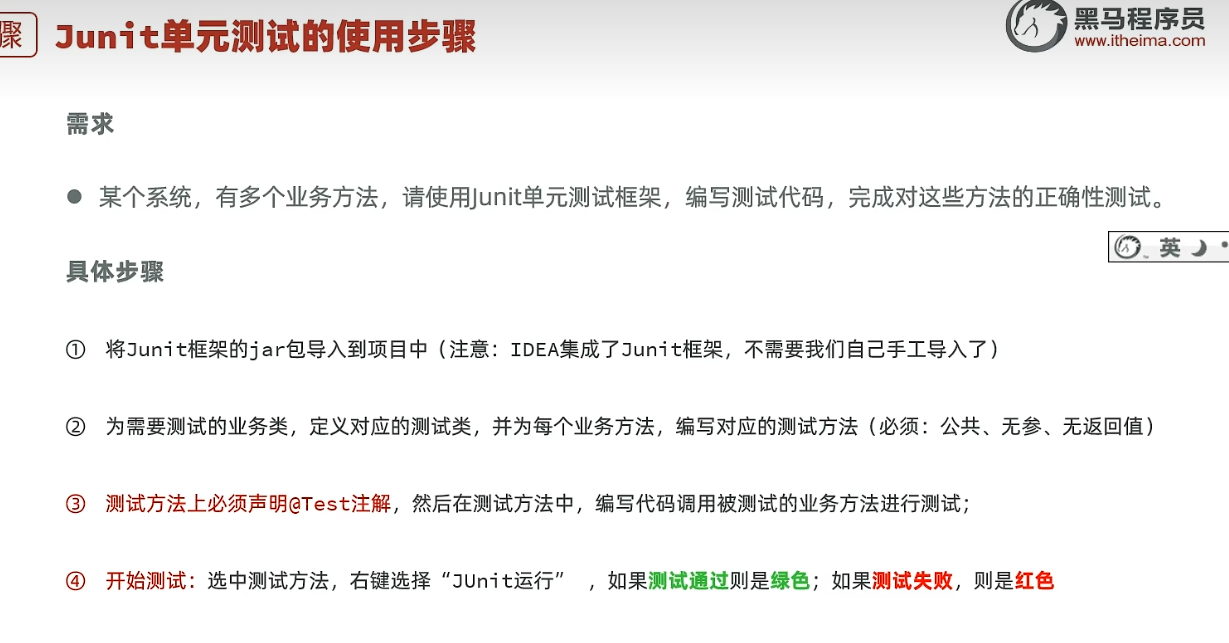 骤
Junit单元测试的使用步骤
黑马程序员
www.itheima.com
需求
● 某个系统，有多个业务方法，请使用Junit单元测试框架，编写测试代码，完成对这些方法的正确性测试。
英
具体步骤
① 将Junit框架的jar包导入到项目中（注意：IDEA集成了Junit框架，不需要我们自己手工导入了）
② 为需要测试的业务类，定义对应的测试类，并为每个业务方法，编写对应的测试方法（必须：公共、无参、无返回值）
③ 测试方法上必须声明@Test注解，然后在测试方法中，编写代码调用被测试的业务方法进行测试；
④ 开始测试：选中测试方法，右键选择“JUnit运行” ，如果测试通过则是绿色；如果测试失败，则是红色